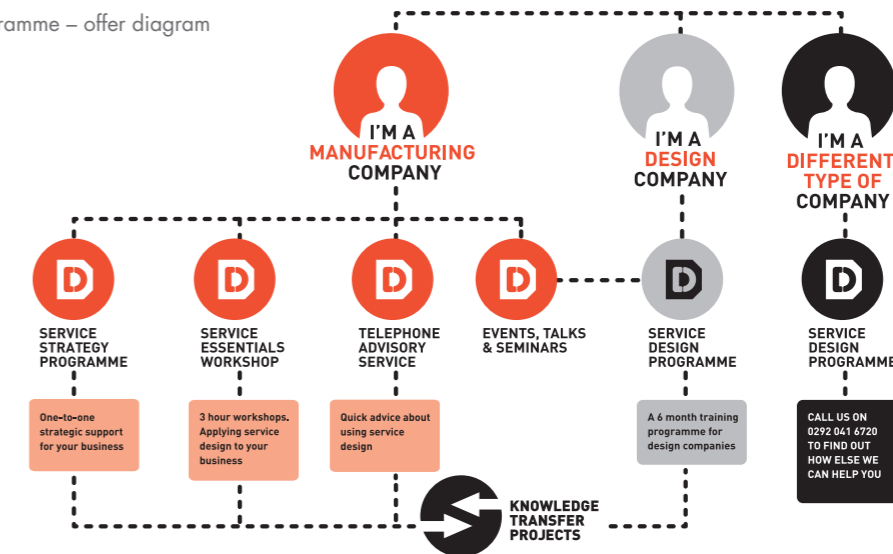 ramme – offer diagram
I'M A
MANUFACTURING
COMPANY
I'M A
DESIGN
COMPANY
I'M A
DIFFERENT
TYPE OF
COMPANY
D
D
D
D
D
D
SERVICE
STRATEGY
PROGRAMME
SERVICE
ESSENTIALS
WORKSHOP
TELEPHONE
ADVISORY
SERVICE
EVENTS, TALKS
& SEMINARS
SERVICE
DESIGN
PROGRAMME
SERVICE
DESIGN
PROGRAMME
One-to-one
strategic support
for your business
3 hour workshops.
Applying service
design to your
business
Quick advice about
using service
design
A 6 month training
programme for
design companies
CALL US ON
0292 041 6720
TO FIND OUT
HOW ELSE WE
CAN HELP YOU
KNOWLEDGE
TRANSFER
PROJECTS